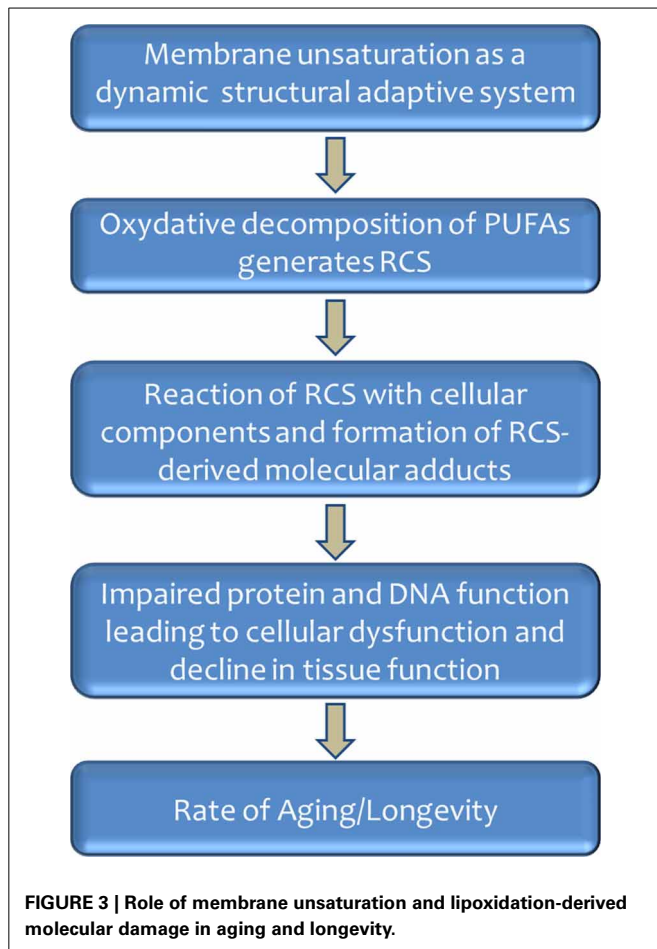 Membrane unsaturation as a
dynamic structural adaptive system
Oxydative decomposition of PUFAs
generates RCS
Reaction of RCS with cellular
components and formation of RCS-
derived molecular adducts
Impaired protein and DNA function
leading to cellular dysfunction and
decline in tissue function
Rate of Aging/Longevity
FIGURE 3 | Role of membrane unsaturation and lipoxidation-derived
molecular damage in aging and longevity.